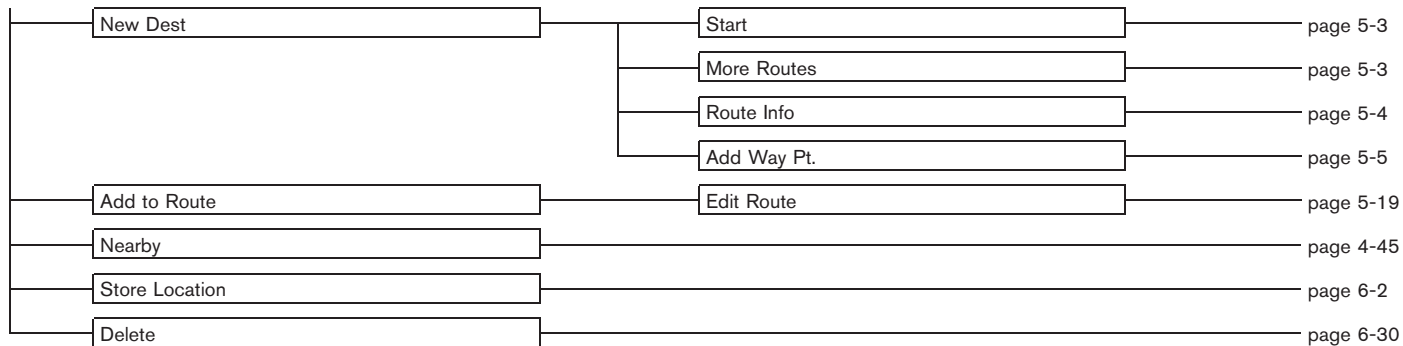 New Dest Start page 5-3
More Routes page 5-3
Route Info page 5-4
Add Way Pt. page 5-5
Add to Route Edit Route page 5-19
Nearby page 4-45
Store Location page 6-2
Delete page 6-30